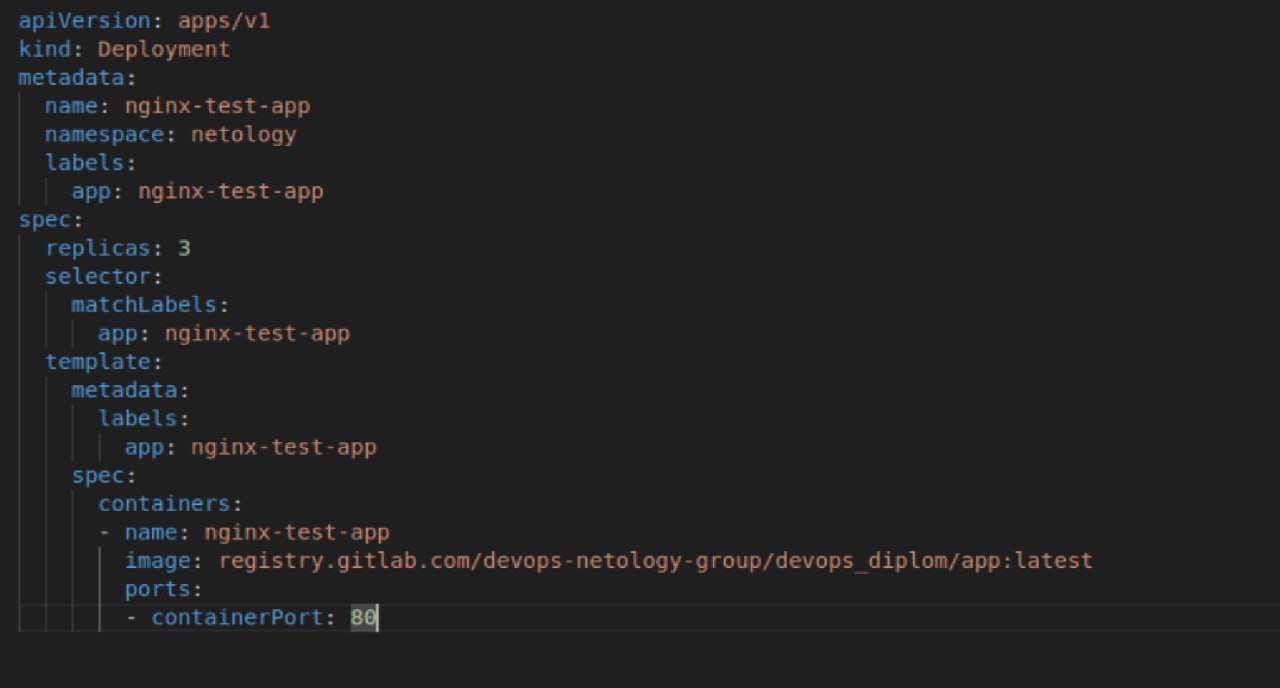 apiVersion: apps/v1
kind: Deployment
metadata:
  name: nginx-test-app
  namespace: netology
  labels:
    app: nginx-test-app
spec:
  replicas: 3
  selector:
    matchLabels:
      app: nginx-test-app
  template:
    metadata:
      labels:
        app: nginx-test-app
    spec:
      containers:
      - name: nginx-test-app
        image: registry.gitlab.com/devops-netology-group/devops_diplom/app:latest
        ports:
        - containerPort: 80